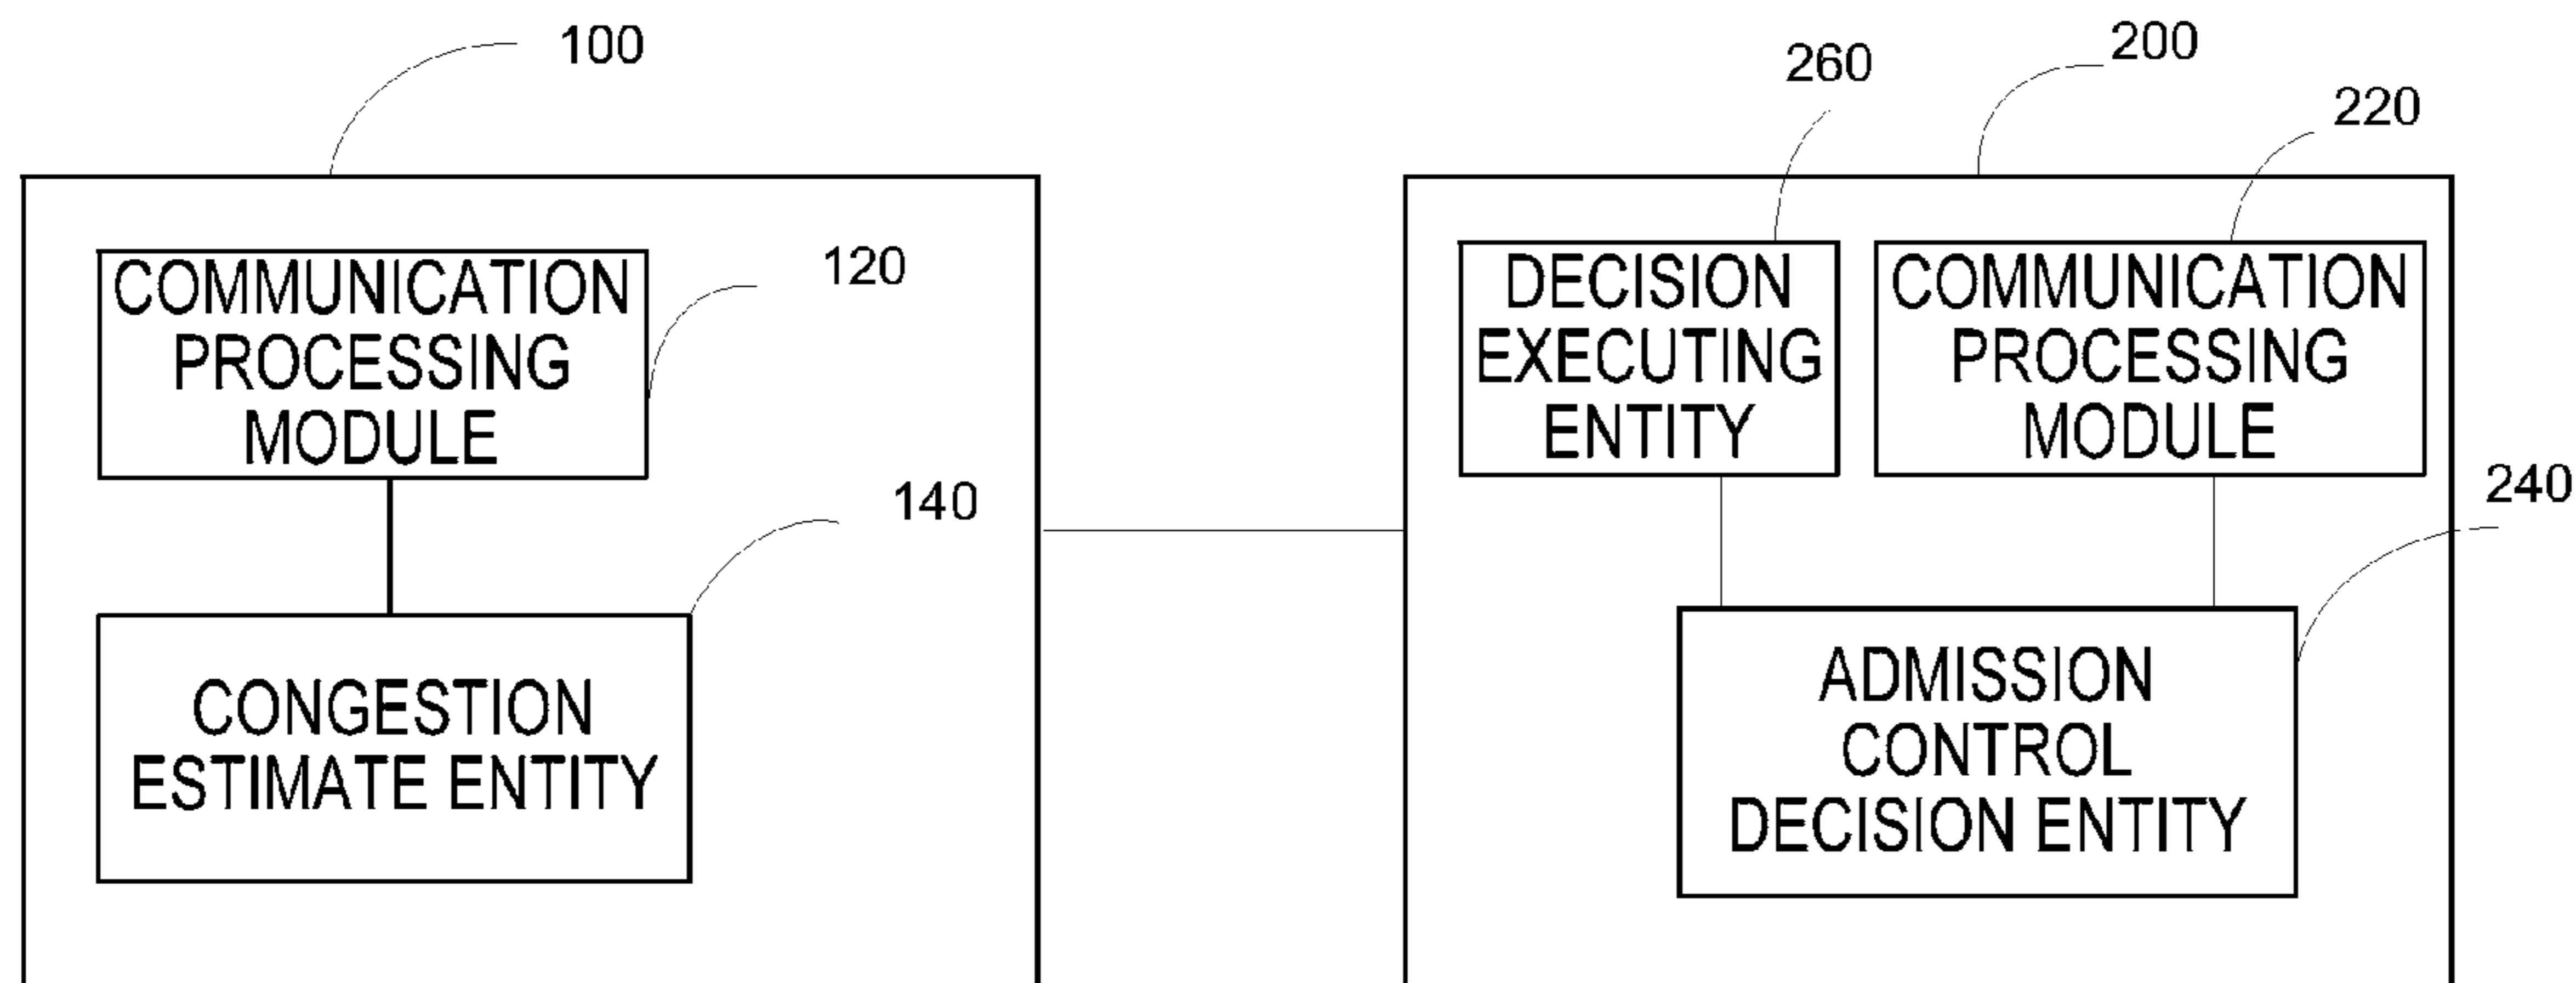 100
260
200
220
COMMUNICATION
PROCESSING
MODULE
120
DECISION
EXECUTING
ENTITY
COMMUNICATION
PROCESSING
MODULE
140
240
CONGESTION
ESTIMATE ENTITY
ADMISSION
CONTROL
DECISION ENTITY